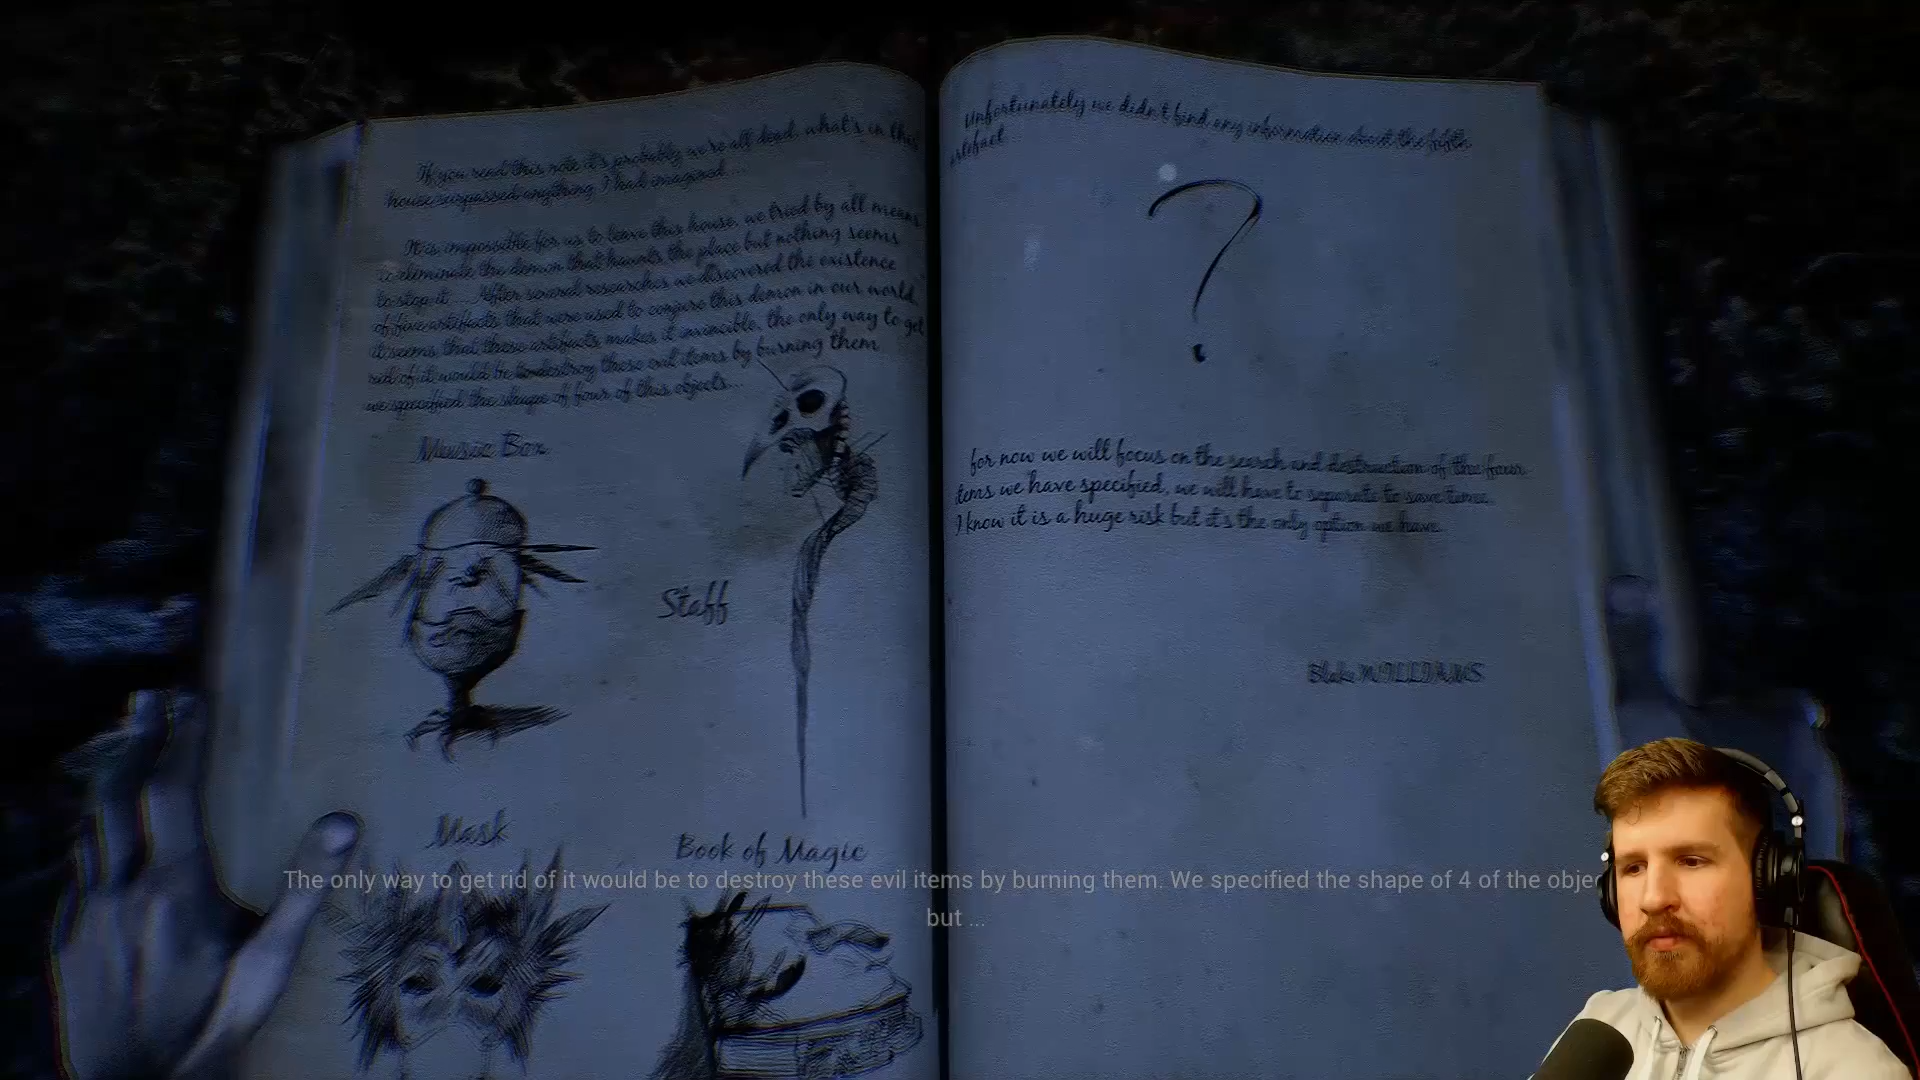 If you read this note it's probably we're all dead, what's in this
house surpassed anything I had imagined....
It is impossible for us to leave this house, we tried by all means
to eliminate the demon that haunts the place but nothing seems
to stop it .... After several researches we discovered the existence
of five artifacts that were used to conjure this demon in our world,
it seems that these artifacts makes it invincible, the only way to get
rid of it would be to destroy these evil items by burning them
we specified the shape of four of this objects...
Music Box
Staff
Mask
Book of Magic
Unfortunately we didn't find any information about the fifth
artefact...
?
for now we will focus on the search and destruction of the four
items we have specified, we will have to separate to save time.
I know it is a huge risk but it's the only option we have
Blake WILLIAMS
The only way to get rid of it would be to destroy these evil items by burning them. We specified the shape of 4 of the objec
but ...